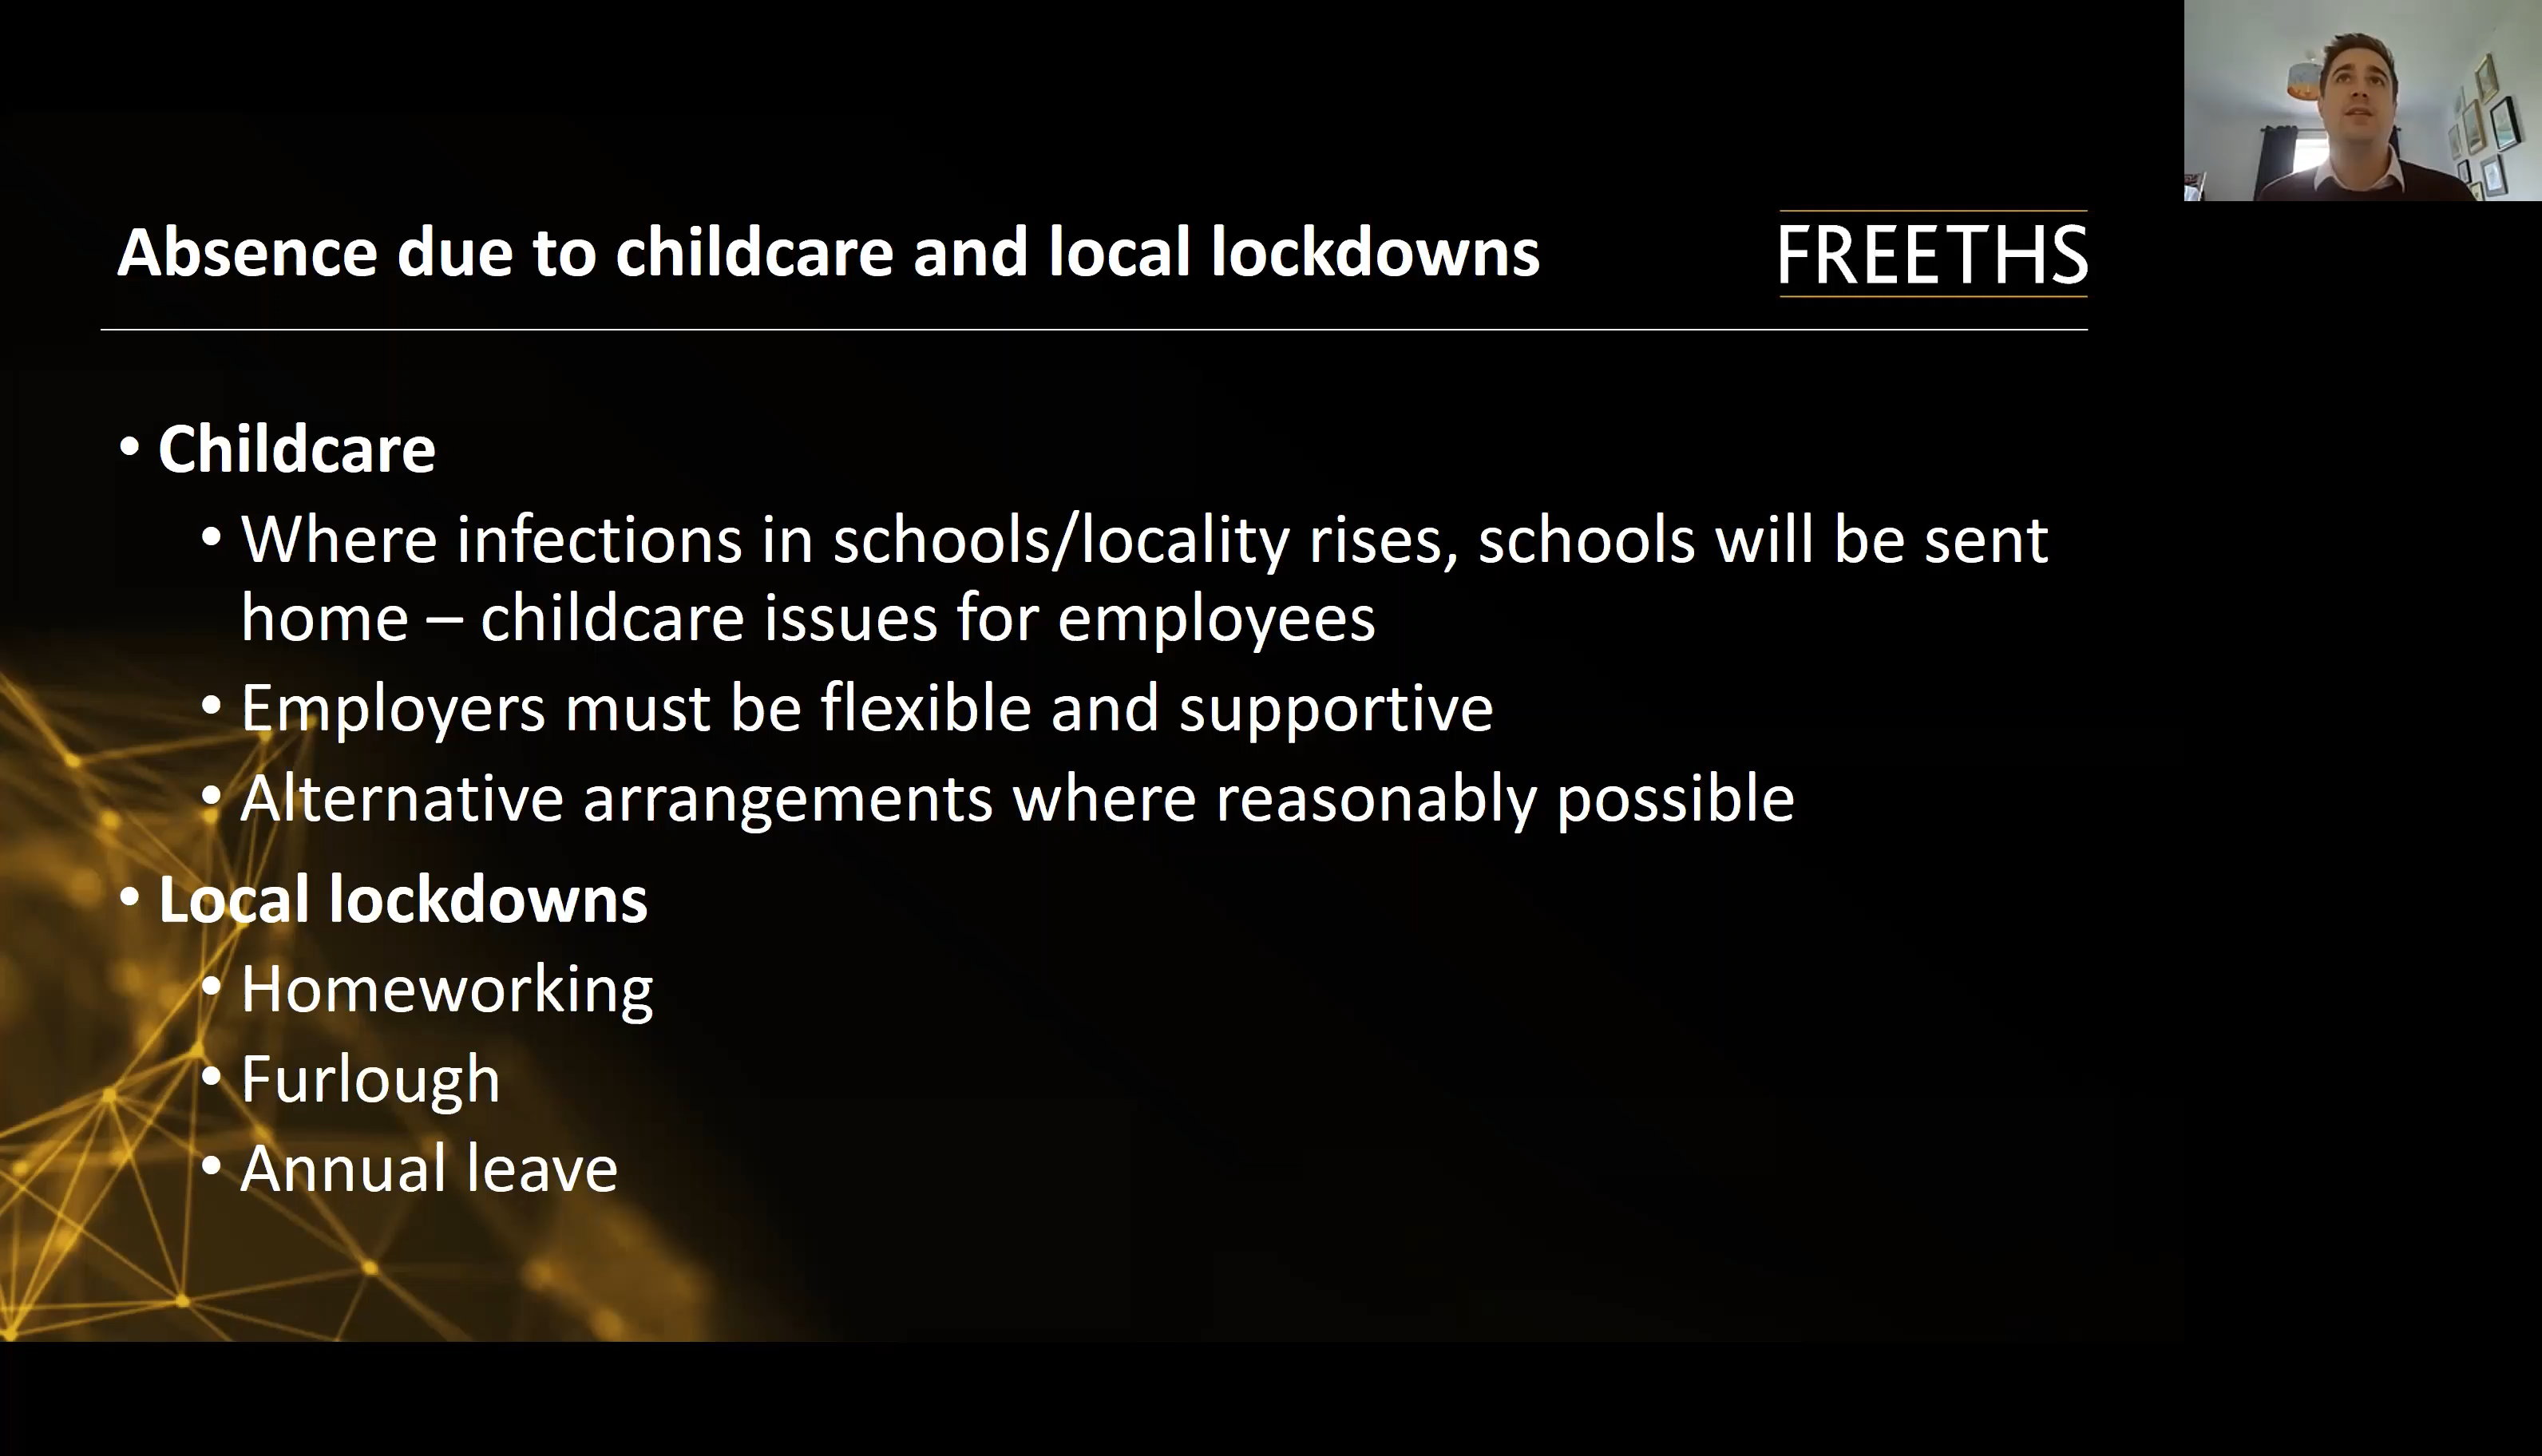 Absence due to childcare and local lockdowns
FREETHS
• Childcare
• Where infections in schools/locality rises, schools will be sent
home – childcare issues for employees
• Employers must be flexible and supportive
• Alternative arrangements where reasonably possible
• Local lockdowns
• Homeworking
• Furlough
• Annual leave